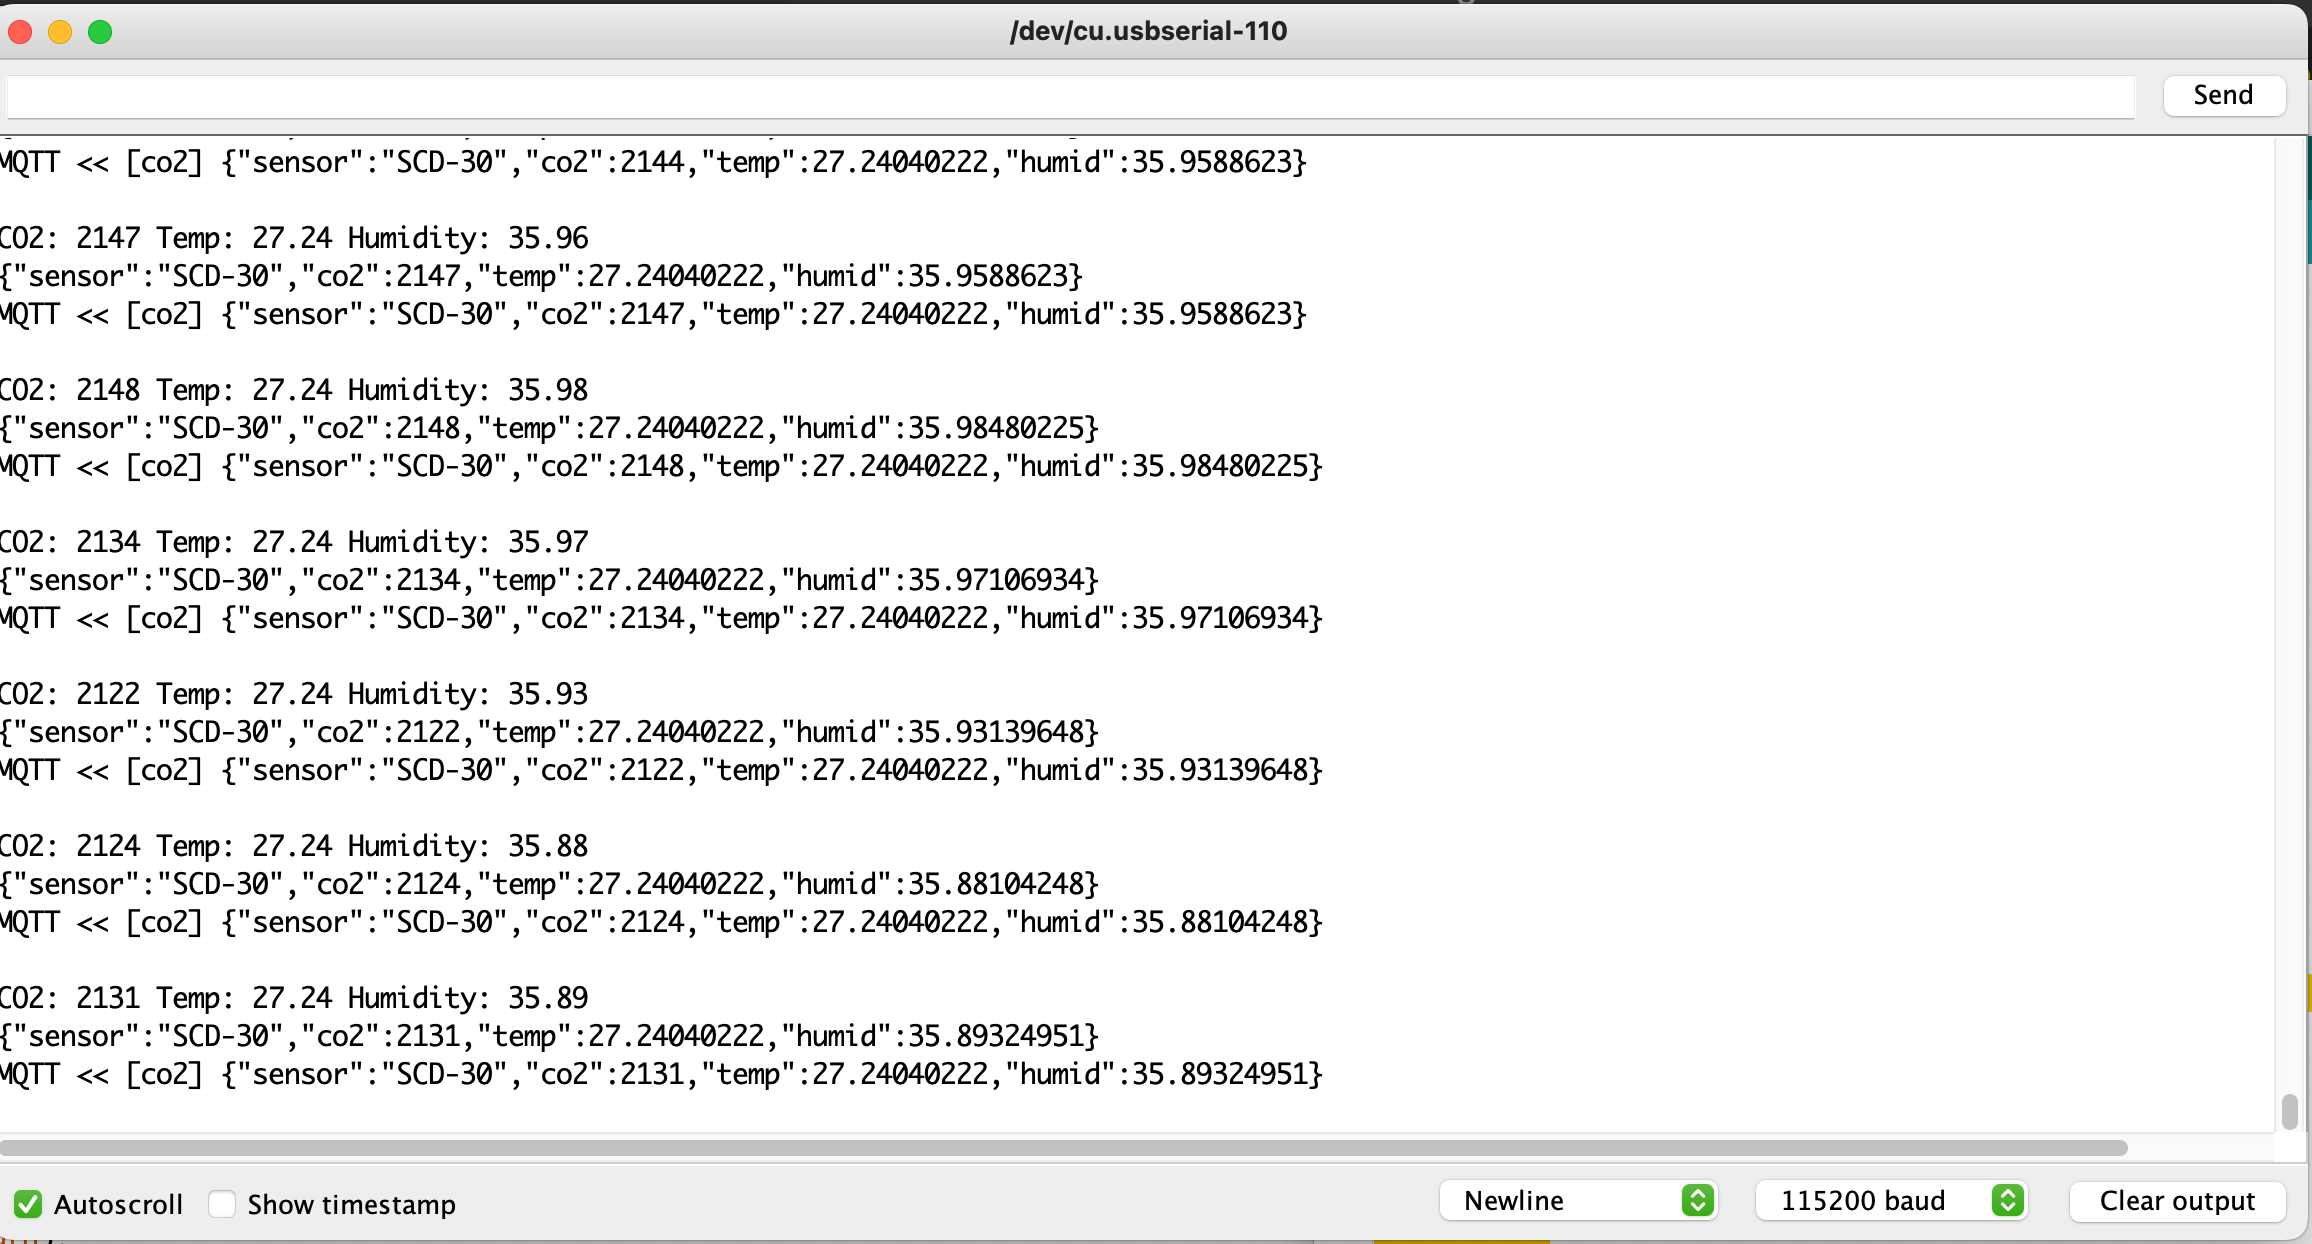 /dev/cu.usbserial-110
Send
MQTT << [co2] {"sensor":"SCD-30","co2":2144,"temp":27.24040222,"humid":35.9588623}
CO2: 2147 Temp: 27.24 Humidity: 35.96
{"sensor":"SCD-30","co2":2147,"temp":27.24040222,"humid":35.9588623}
MQTT << [co2] {"sensor":"SCD-30","co2":2147,"temp":27.24040222,"humid":35.9588623}
CO2: 2148 Temp: 27.24 Humidity: 35.98
{"sensor":"SCD-30","co2":2148,"temp":27.24040222,"humid":35.98480225}
MQTT << [co2] {"sensor":"SCD-30","co2":2148,"temp":27.24040222,"humid":35.98480225}
CO2: 2134 Temp: 27.24 Humidity: 35.97
{"sensor":"SCD-30","co2":2134,"temp":27.24040222,"humid":35.97106934}
MQTT << [co2] {"sensor":"SCD-30","co2":2134,"temp":27.24040222,"humid":35.97106934}
CO2: 2122 Temp: 27.24 Humidity: 35.93
{"sensor":"SCD-30","co2":2122,"temp":27.24040222,"humid":35.93139648}
MQTT << [co2] {"sensor":"SCD-30","co2":2122,"temp":27.24040222,"humid":35.93139648}
CO2: 2124 Temp: 27.24 Humidity: 35.88
{"sensor":"SCD-30","co2":2124,"temp":27.24040222,"humid":35.88104248}
MQTT << [co2] {"sensor":"SCD-30","co2":2124,"temp":27.24040222,"humid":35.88104248}
CO2: 2131 Temp: 27.24 Humidity: 35.89
{"sensor":"SCD-30","co2":2131,"temp":27.24040222,"humid":35.89324951}
MQTT << [co2] {"sensor":"SCD-30","co2":2131,"temp":27.24040222,"humid":35.89324951}
Autoscroll Show timestamp Newline 115200 baud Clear output